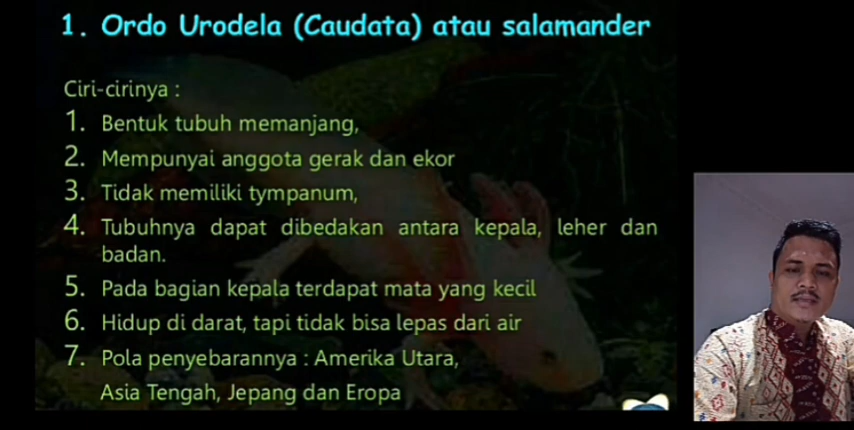 1. Ordo Urodela (Caudata) atau salamander
Ciri-cirinya :
1. Bentuk tubuh memanjang,
2. Mempunyai anggota gerak dan ekor
3. Tidak memiliki tympanum,
4. Tubuhnya dapat dibedakan antara kepala, leher dan
badan.
5. Pada bagian kepala terdapat mata yang kecil
6. Hidup di darat, tapi tidak bisa lepas dari air
7. Pola penyebarannya : Amerika Utara,
Asia Tengah, Jepang dan Eropa